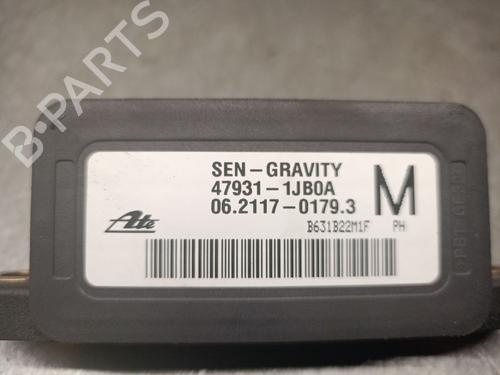 SEN-GRAVITY
47931-1JB0A
06.2117-0179.3
M
Ate
B631B22M1F PH
B-PARTS